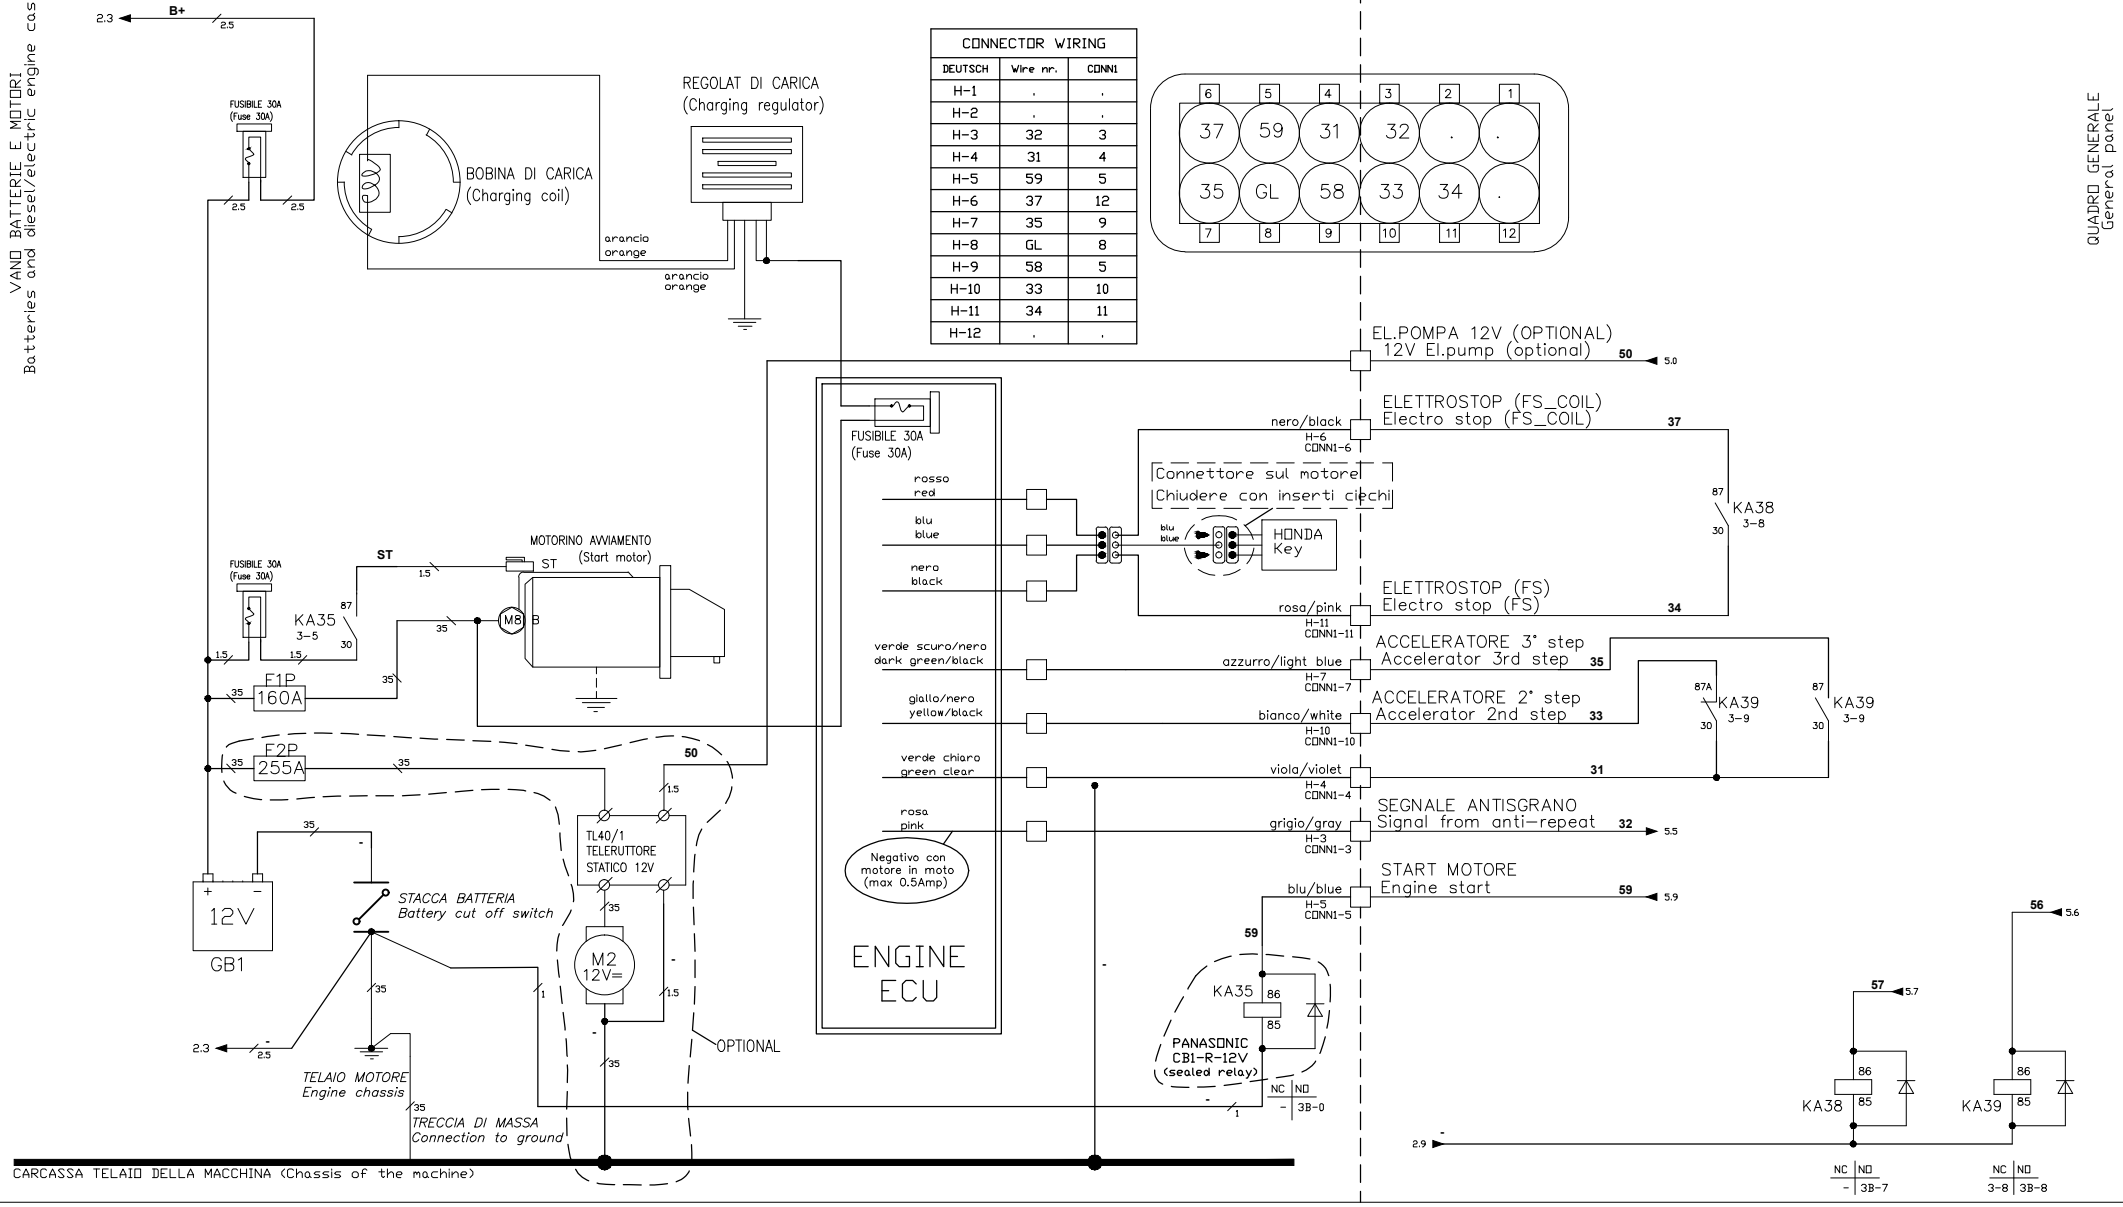 VANO BATTERIE E MOTORI
Batteries and diesel/electric engine cas
2.3
B+
2.5
FUSIBILE 30A
(Fuse 30A)
2.5
2.5
BOBINA DI CARICA
(Charging coil)
REGOLAT DI CARICA
(Charging regulator)
arancio
orange
arancio
orange
CONNECTOR WIRING
DEUTSCH Wire nr. CONN1
H-1 . .
H-2 . .
H-3 32 3
H-4 31 4
H-5 59 5
H-6 37 12
H-7 35 9
H-8 GL 8
H-9 58 5
H-10 33 10
H-11 34 11
H-12 . .
6 5 4 3 2 1
37 59 31 32 . .
35 GL 58 33 34 .
7 8 9 10 11 12
QUADRO GENERALE
General panel
EL.POMPA 12V (OPTIONAL)
12V El.pump (optional)
50
5.0
FUSIBILE 30A
(Fuse 30A)
nero/black
H-6
CONN1-6
ELETTROSTOP (FS_COIL)
Electro stop (FS_COIL)
37
Connettore sul motore
Chiudere con inserti ciechi
rosso
red
blu
blue
nero
black
blu
blue
HONDA
Key
87
30
KA38
3-8
rosa/pink
H-11
CONN1-11
ELETTROSTOP (FS)
Electro stop (FS)
34
FUSIBILE 30A
(Fuse 30A)
1.5
1.5
ST
1.5
KA35
3-5
87
30
MOTORINO AVVIAMENTO
(Start motor)
ST
M8 B
35
35
F1P
160A
35
verde scuro/nero
dark green/black
azzurro/light blue
H-7
CONN1-7
ACCELERATORE 3° step
Accelerator 3rd step
35
giallo/nero
yellow/black
bianco/white
H-10
CONN1-10
ACCELERATORE 2° step
Accelerator 2nd step
33
87A
30
KA39
3-9
87
30
KA39
3-9
verde chiaro
green clear
viola/violet
H-4
CONN1-4
31
rosa
pink
grigio/gray
H-3
CONN1-3
SEGNALE ANTISGRANO
Signal from anti-repeat
32
5.5
Negativo con
motore in moto
(max 0.5Amp)
ENGINE
ECU
START MOTORE
Engine start
blu/blue
H-5
CONN1-5
59
5.9
F2P
255A
35
35
50
1.5
TL40/1
TELERUTTORE
STATICO 12V
35
M2
12V=
-
1.5
-
35
OPTIONAL
35
-
+ -
12V
GB1
STACCA BATTERIA
Battery cut off switch
35
1
2.3
-
2.5
TELAIO MOTORE
Engine chassis
35
TRECCIA DI MASSA
Connection to ground
-
59
KA35
86
85
PANASONIC
CB1-R-12V
(sealed relay)
-
1
NC NO
- 3B-0
CARCASSA TELAIO DELLA MACCHINA (Chassis of the machine)
56
5.6
57
5.7
KA38
86
85
KA39
86
85
2.9
-
NC NO
- 3B-7
NC NO
3-8 3B-8